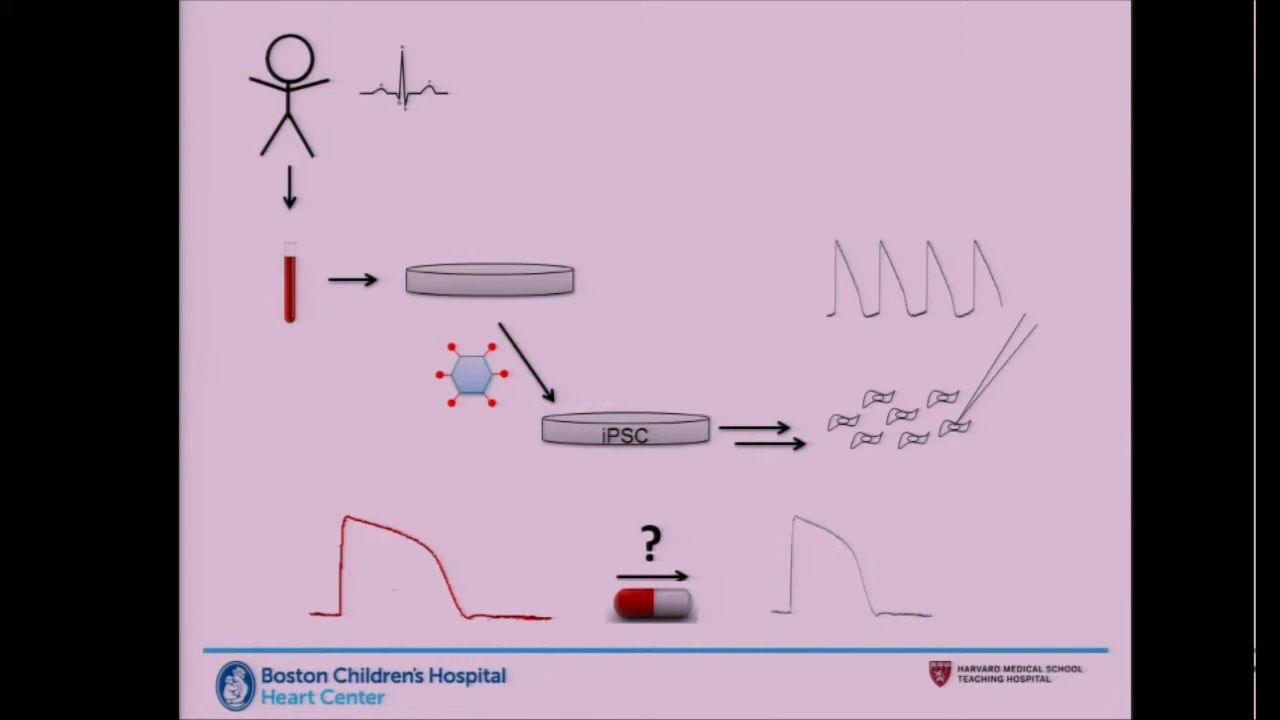 iPSC
?
Boston Children's Hospital
Heart Center
HARVARD MEDICAL SCHOOL
TEACHING HOSPITAL